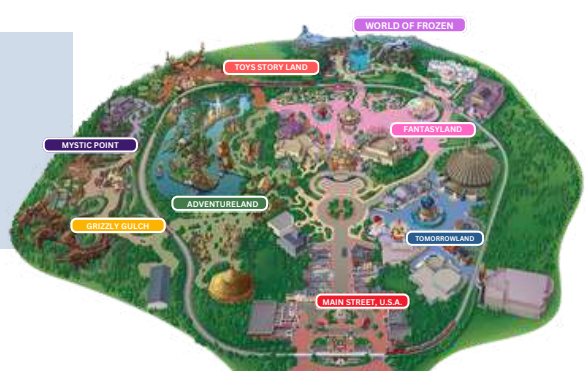 WORLD OF FROZEN
TOYS STORY LAND
FANTASYLAND
MYSTIC POINT
ADVENTURELAND
GRIZZLY GULCH
TOMORROWLAND
MAIN STREET, U.S.A.